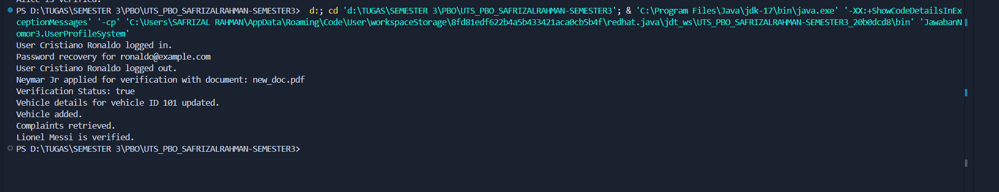 Alice is verified.
PS D:\TUGAS\SEMESTER 3\PBO\UTS_PBO_SAFRIZALRAHMAN-SEMESTER3>  d:; cd 'd:\TUGAS\SEMESTER 3\PBO\UTS_PBO_SAFRIZALRAHMAN-SEMESTER3'; & 'C:\Program Files\Java\jdk-17\bin\java.exe' '-XX:+ShowCodeDetailsInEx
ceptionMessages' '-cp' 'C:\Users\SAFRIZAL RAHMAN\AppData\Roaming\Code\User\workspaceStorage\8fd81edf622b4a5b433421aca0cb5b4f\redhat.java\jdt_ws\UTS_PBO_SAFRIZALRAHMAN-SEMESTER3_20b0dcd8\bin' 'JawabanN
omor3.UserProfileSystem'
User Cristiano Ronaldo logged in.
Password recovery for ronaldo@example.com
User Cristiano Ronaldo logged out.
Neymar Jr applied for verification with document: new_doc.pdf
Verification Status: true
Vehicle details for vehicle ID 101 updated.
Vehicle added.
Complaints retrieved.
Lionel Messi is verified.
PS D:\TUGAS\SEMESTER 3\PBO\UTS_PBO_SAFRIZALRAHMAN-SEMESTER3>